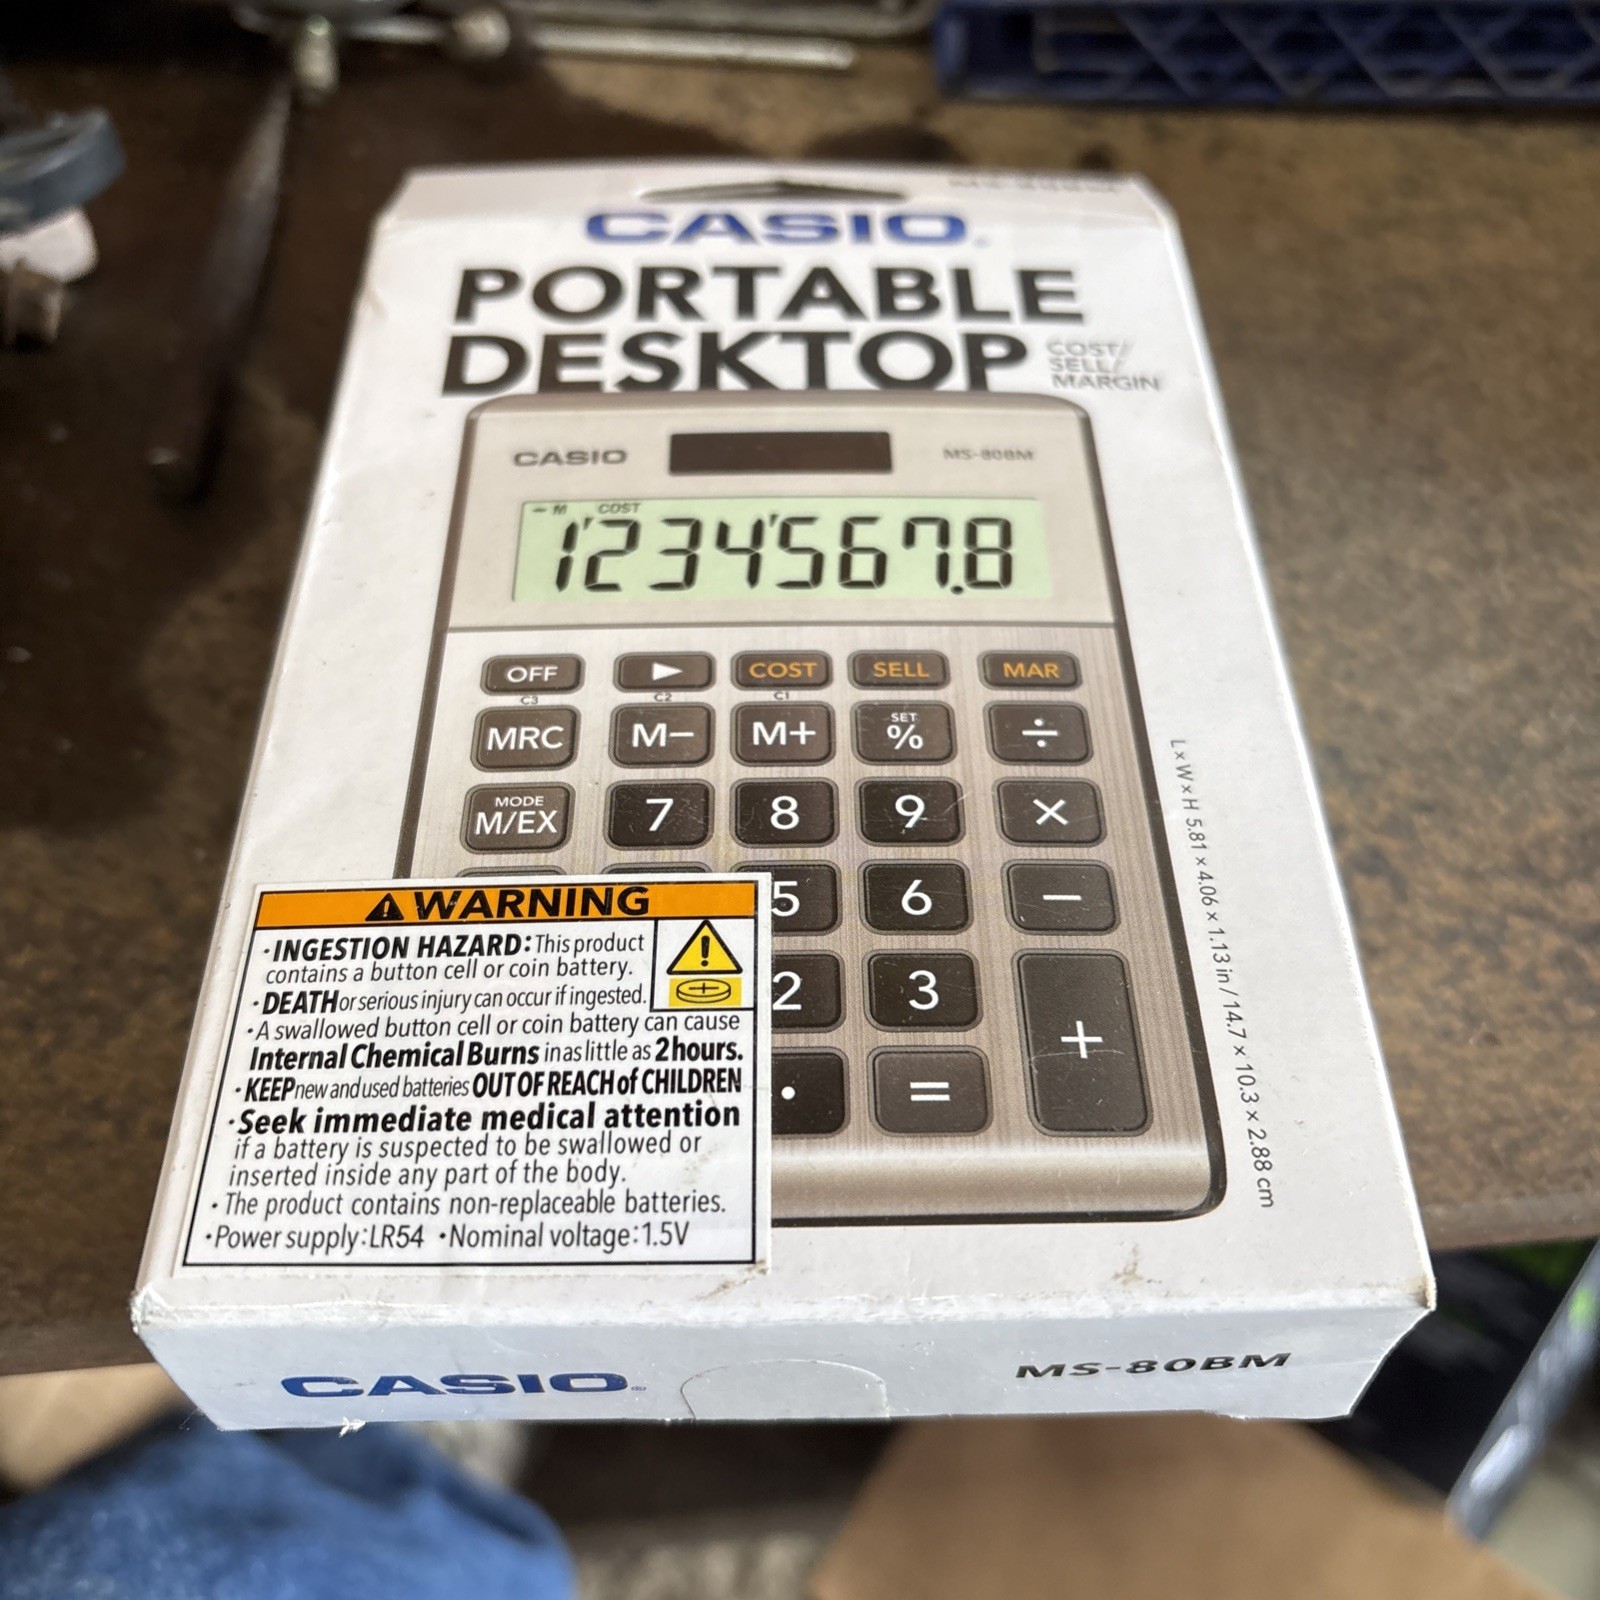 CASIO
PORTABLE
DESKTOP
COST/
SELL/
MARGIN
CASIO
MS-80BM
− M COST
1'234'567.8
OFF ▶ COST SELL MAR
C3 C2 C1
MRC M− M+ SET % ÷
MODE
M/EX 7 8 9 ×
5 6 −
2 3
+
. =
L×W×H 5.81 × 4.06 × 1.13 in / 14.7 × 10.3 × 2.88 cm
WARNING
・INGESTION HAZARD: This product
contains a button cell or coin battery.
・DEATH or serious injury can occur if ingested.
・A swallowed button cell or coin battery can cause
Internal Chemical Burns in as little as 2 hours.
・KEEP new and used batteries OUT OF REACH of CHILDREN
・Seek immediate medical attention
if a battery is suspected to be swallowed or
inserted inside any part of the body.
・The product contains non-replaceable batteries.
・Power supply:LR54 ・Nominal voltage:1.5V
CASIO
MS-80BM